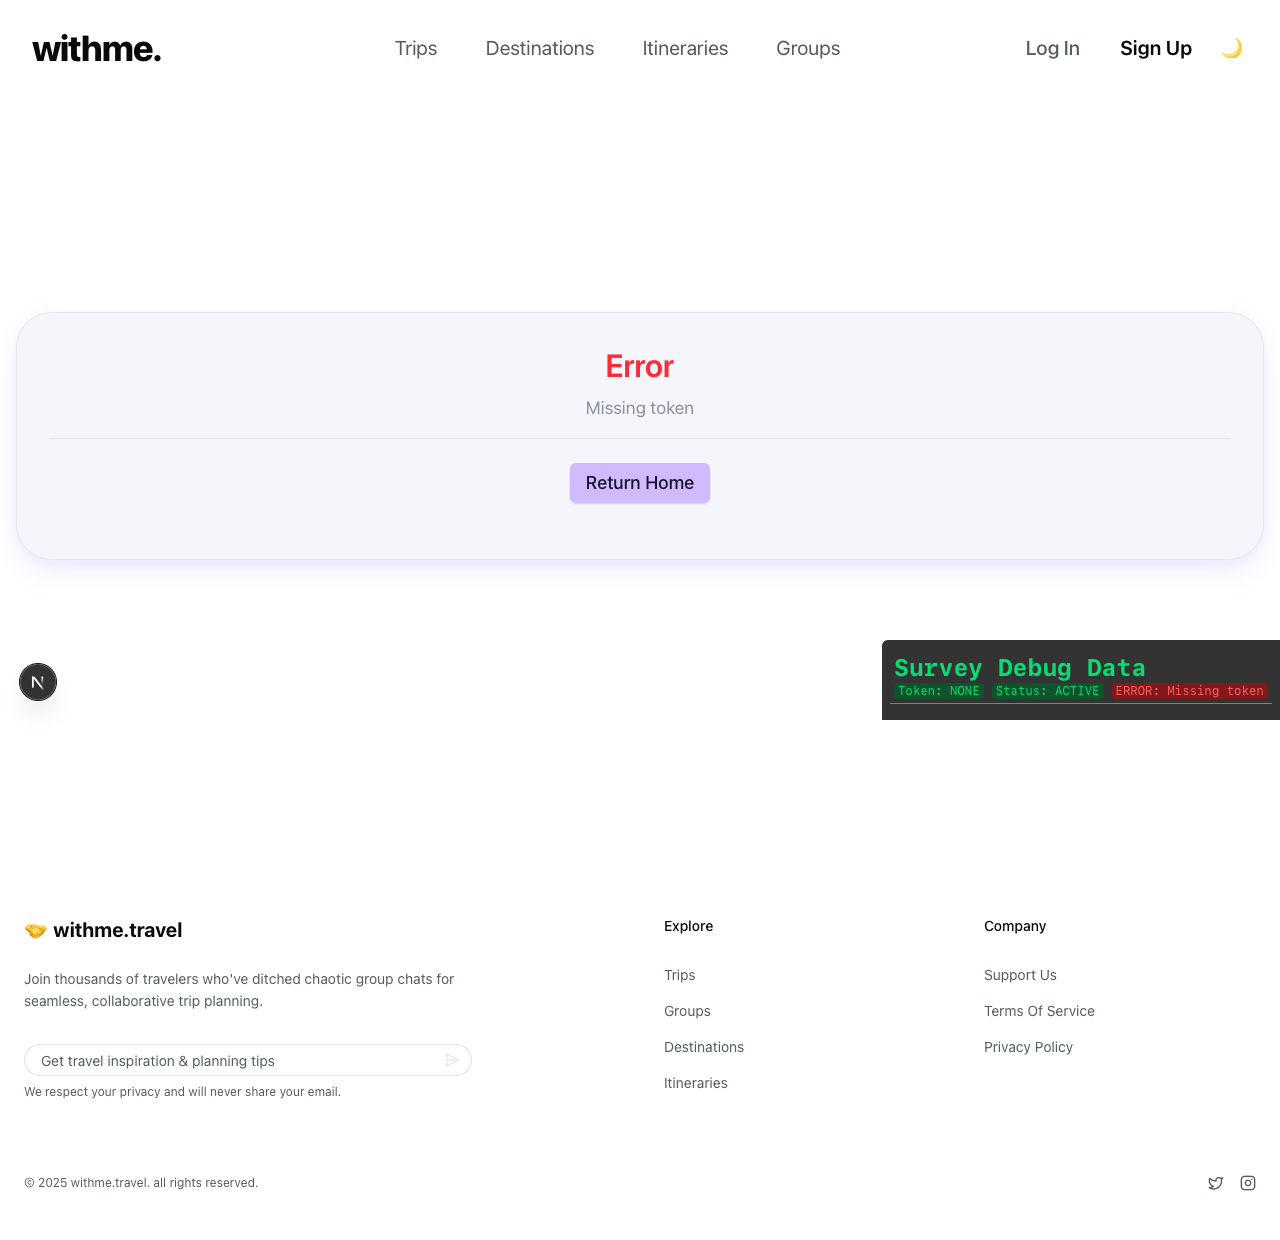 withme.
Trips Destinations Itineraries Groups
Log In Sign Up
Error
Missing token
Return Home
N
Survey Debug Data
Token: NONE Status: ACTIVE ERROR: Missing token
withme.travel
Join thousands of travelers who've ditched chaotic group chats for
seamless, collaborative trip planning.
Get travel inspiration & planning tips
We respect your privacy and will never share your email.
Explore
Trips
Groups
Destinations
Itineraries
Company
Support Us
Terms Of Service
Privacy Policy
© 2025 withme.travel. all rights reserved.